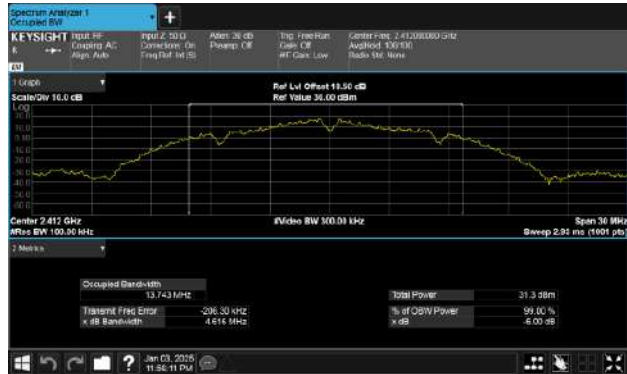 Spectrum Analyzer 1
Occupied BW
+
KEYSIGHT
Input: RF
Coupling: AC
Align: Auto
Input Z: 50 Ω
Corrections: On
Freq Ref: Int (S)
Atten: 30 dB
Preamp: Off
Trig: Free Run
Gate: Off
#IF Gain: Low
Center Freq: 2.412000000 GHz
Avg|Hold: 100/100
Radio Std: None
1 Graph
Scale/Div 10.0 dB
Ref Lvl Offset 10.50 dB
Ref Value 30.00 dBm
Log
Center 2.412 GHz
#Res BW 100.00 kHz
#Video BW 300.00 kHz
Span 30 MHz
Sweep 2.93 ms (1001 pts)
2 Metrics
Occupied Bandwidth
13.743 MHz
Total Power
31.3 dBm
Transmit Freq Error
-206.30 kHz
% of OBW Power
99.00 %
x dB Bandwidth
4.616 MHz
x dB
-6.00 dB
?
Jan 03, 2025
11:56:11 PM